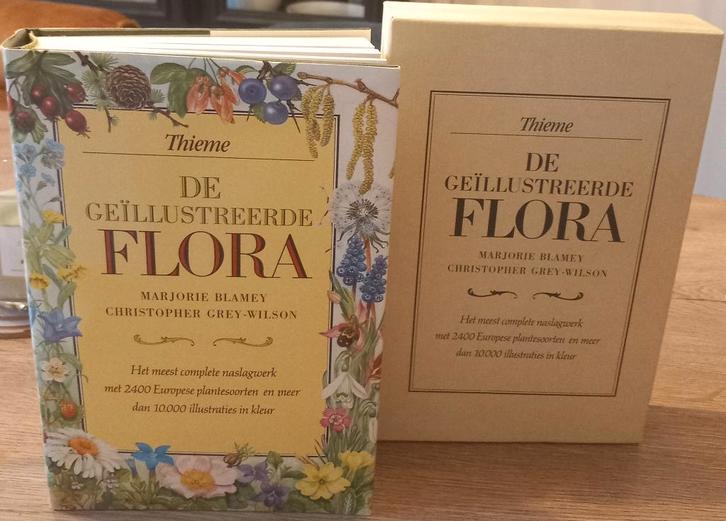 Thieme
DE
GEÏLLUSTREERDE
FLORA
MARJORIE BLAMEY
CHRISTOPHER GREY-WILSON
Het meest complete naslagwerk
met 2400 Europese plantesoorten en meer
dan 10.000 illustraties in kleur
Thieme
DE
GEÏLLUSTREERDE
FLORA
MARJORIE BLAMEY
CHRISTOPHER GREY-WILSON
Het meest complete naslagwerk
met 2400 Europese plantesoorten en meer
dan 10.000 illustraties in kleur